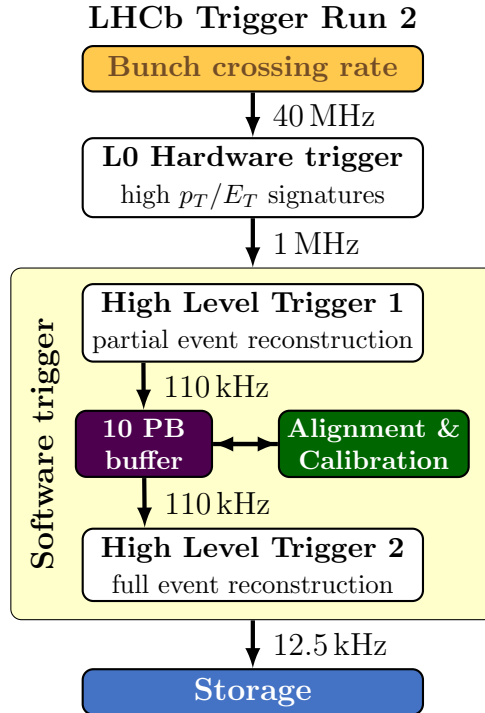 LHCb Trigger Run 2
Bunch crossing rate
40 MHz
L0 Hardware trigger
high p_T/E_T signatures
1 MHz
Software trigger
High Level Trigger 1
partial event reconstruction
110 kHz
10 PB
buffer
Alignment &
Calibration
110 kHz
High Level Trigger 2
full event reconstruction
12.5 kHz
Storage